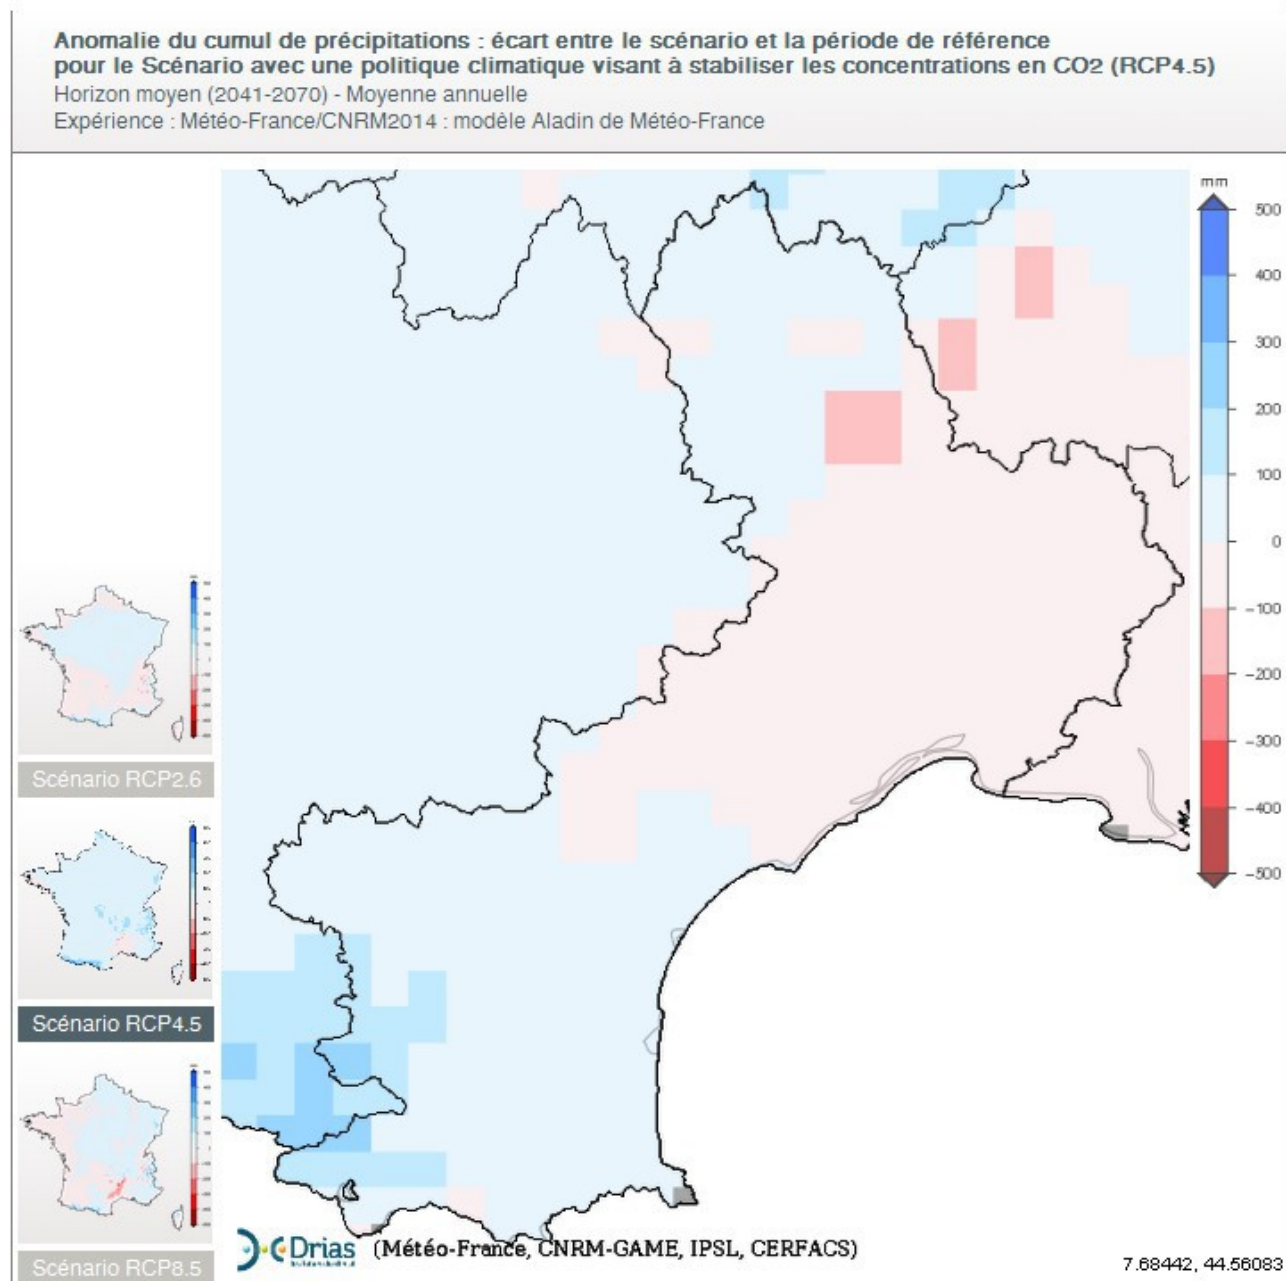 Anomalie du cumul de précipitations : écart entre le scénario et la période de référence
pour le Scénario avec une politique climatique visant à stabiliser les concentrations en CO2 (RCP4.5)
Horizon moyen (2041-2070) - Moyenne annuelle
Expérience : Météo-France/CNRM2014 : modèle Aladin de Météo-France
mm
500
400
300
200
100
0
-100
-200
-300
-400
-500
Scénario RCP2.6
Scénario RCP4.5
Scénario RCP8.5
Drias (Météo-France, CNRM-GAME, IPSL, CERFACS)
7.68442, 44.56083